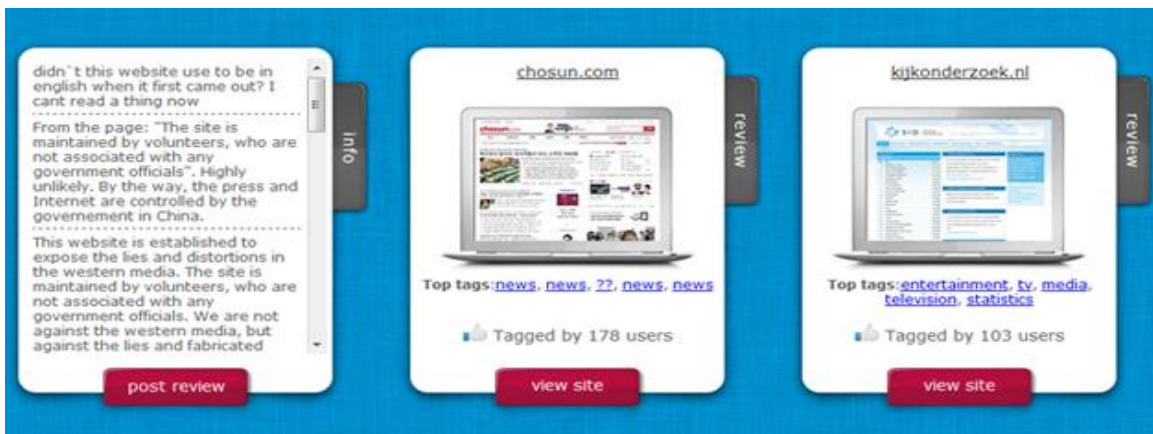 didn`t this website use to be in
english when it first came out? I
cant read a thing now
From the page: "The site is
maintained by volunteers, who are
not associated with any
government officials". Highly
unlikely. By the way, the press and
Internet are controlled by the
governement in China.
This website is established to
expose the lies and distortions in
the western media. The site is
maintained by volunteers, who are
not associated with any
government officials. We are not
against the western media, but
against the lies and fabricated
info
post review
chosun.com
chosun.com
Top tags:news, news, ??, news, news
Tagged by 178 users
review
view site
kijkonderzoek.nl
Top tags:entertainment, tv, media,
television, statistics
Tagged by 103 users
review
view site